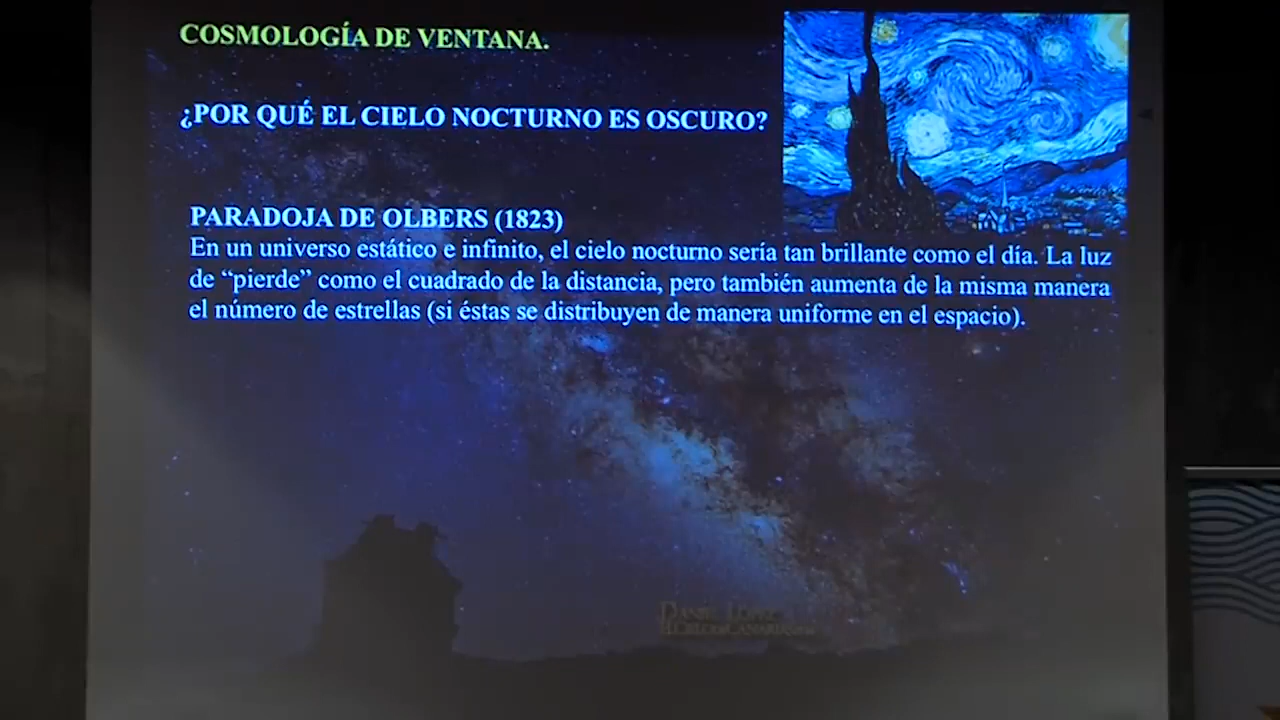 COSMOLOGÍA DE VENTANA.
¿POR QUÉ EL CIELO NOCTURNO ES OSCURO?
PARADOJA DE OLBERS (1823)
En un universo estático e infinito, el cielo nocturno sería tan brillante como el día. La luz
de “pierde” como el cuadrado de la distancia, pero también aumenta de la misma manera
el número de estrellas (si éstas se distribuyen de manera uniforme en el espacio).
DANIEL LÓPEZ